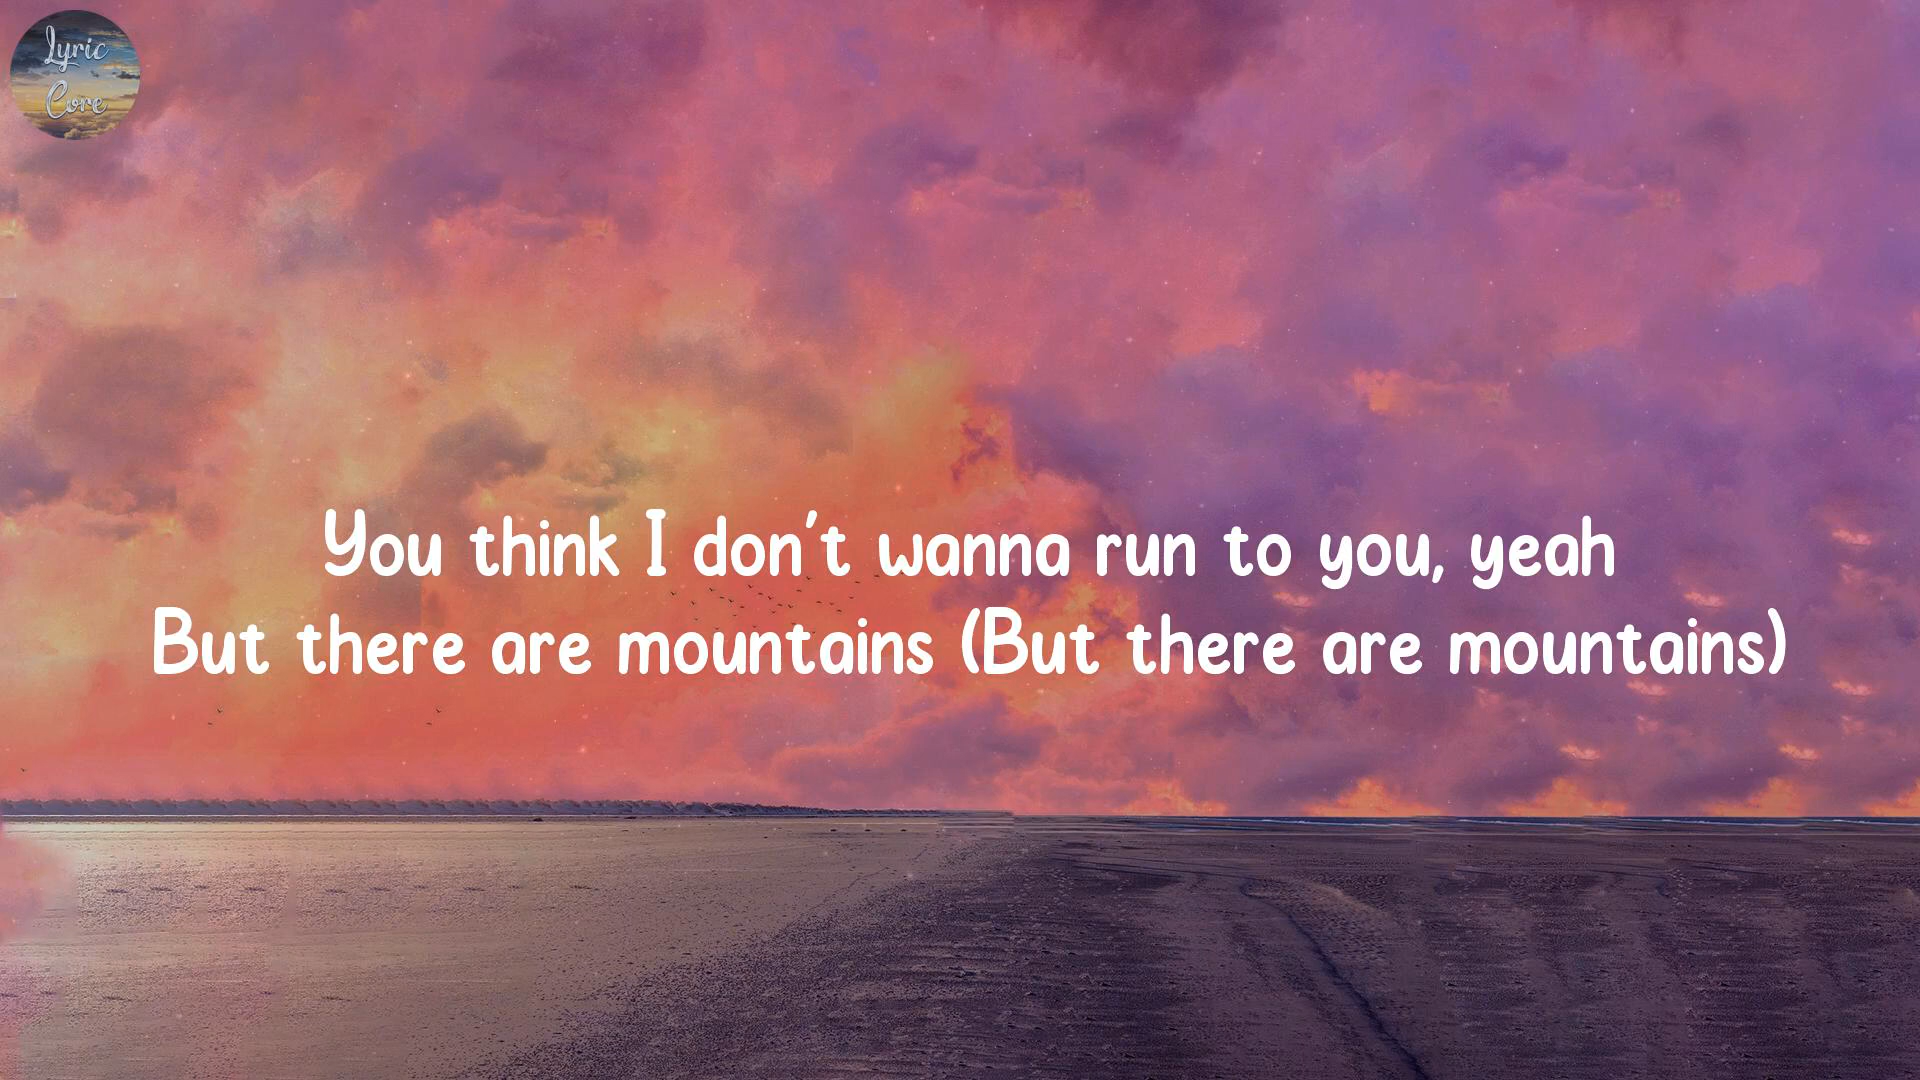 Lyric
Core
You think I don't wanna run to you, yeah
But there are mountains (But there are mountains)